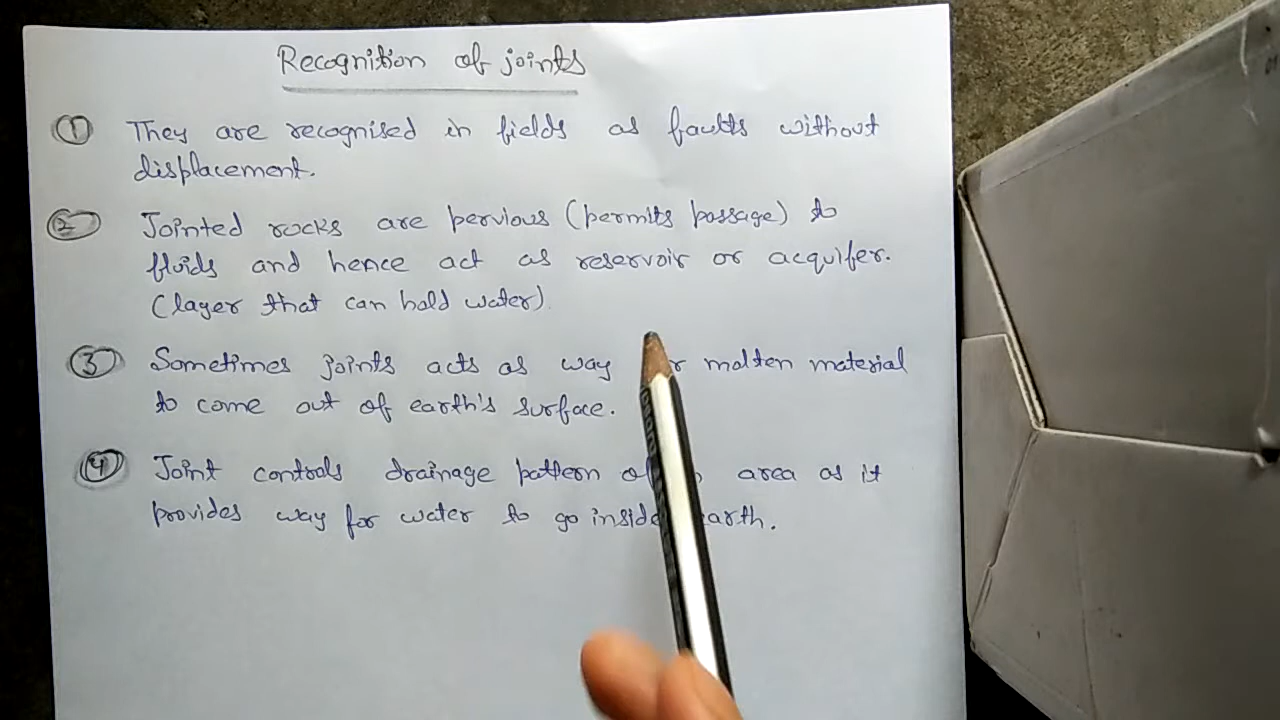 Recognition of joints
① They are recognised in fields as faults without
displacement.
② Jointed rocks are pervious (permits passage) to
fluids and hence act as reservoir or acquifer.
(layer that can hold water).
③ Sometimes joints acts as way molten material
to come out of earth's surface.
④ Joint controls drainage pattern area as it
provides way for water to go inside